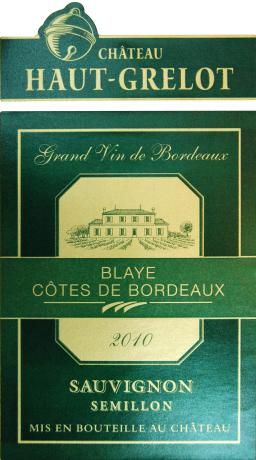 CHÂTEAU
HAUT-GRELOT
Grand Vin de Bordeaux
BLAYE
CÔTES DE BORDEAUX
2010
SAUVIGNON
SEMILLON
MIS EN BOUTEILLE AU CHÂTEAU